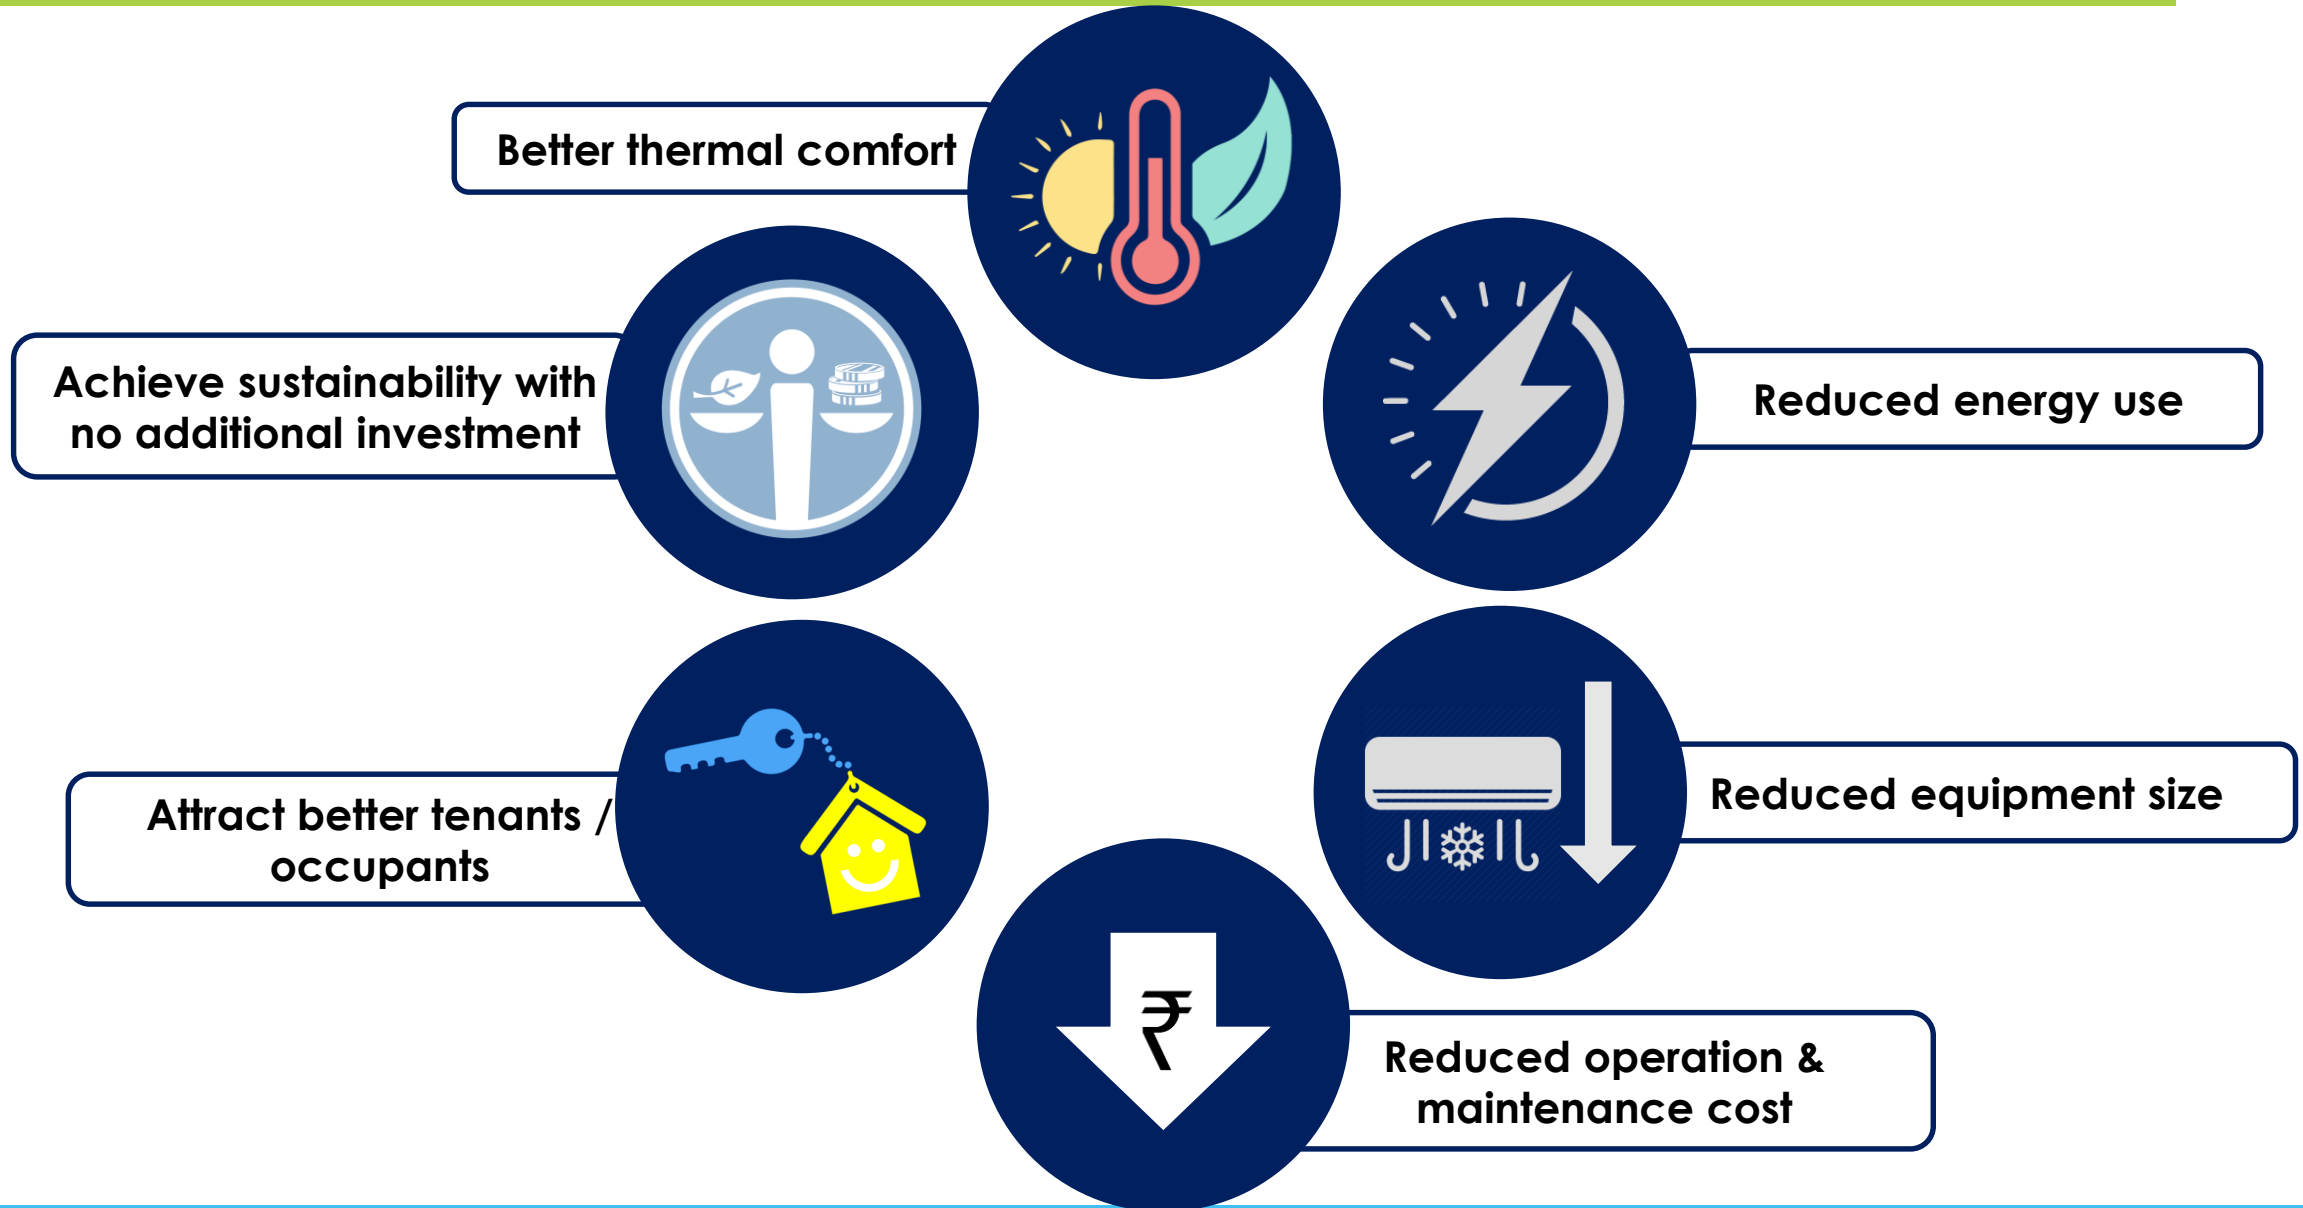 Better thermal comfort
Achieve sustainability with
no additional investment
Reduced energy use
Attract better tenants /
occupants
Reduced equipment size
₹
Reduced operation &
maintenance cost